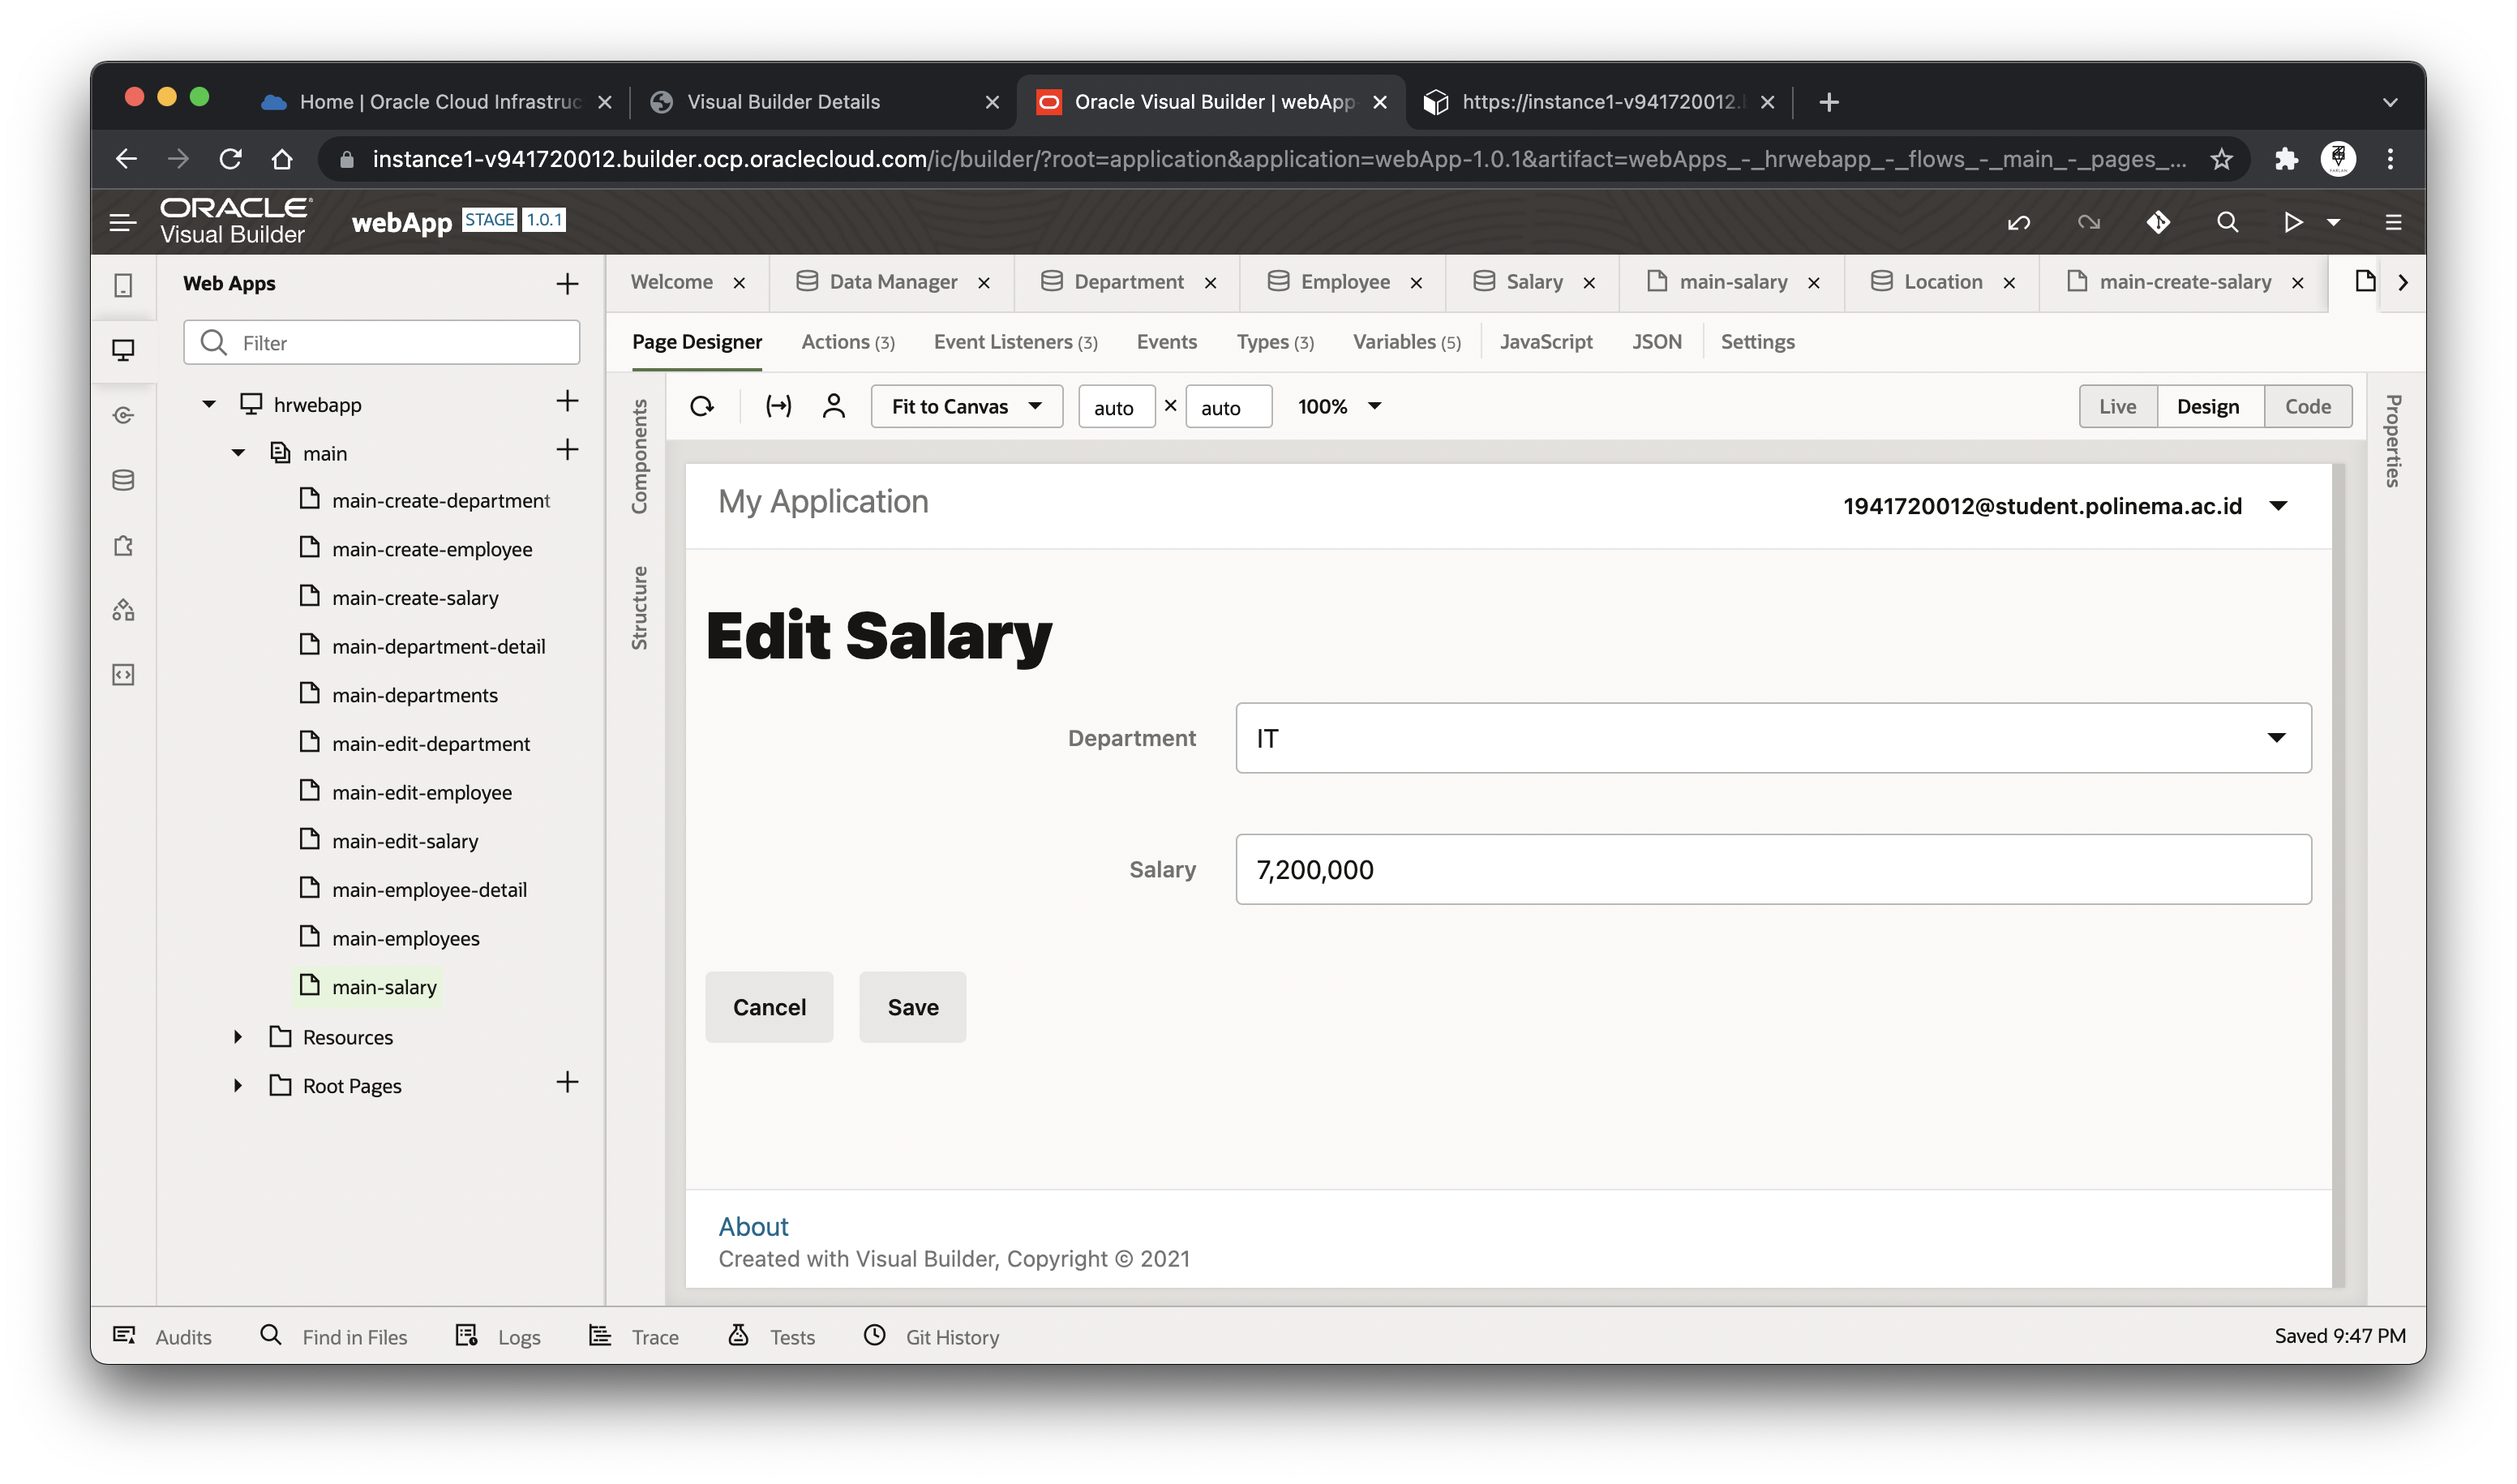 Home | Oracle Cloud Infrastruc
Visual Builder Details
Oracle Visual Builder | webApp-
https://instance1-v941720012.
instance1-v941720012.builder.ocp.oraclecloud.com/ic/builder/?root=application&application=webApp-1.0.1&artifact=webApps_-_hrwebapp_-_flows_-_main_-_pages_...
ORACLE
Visual Builder
webApp STAGE 1.0.1
Web Apps
Filter
hrwebapp
main
main-create-department
main-create-employee
main-create-salary
main-department-detail
main-departments
main-edit-department
main-edit-employee
main-edit-salary
main-employee-detail
main-employees
main-salary
Resources
Root Pages
Welcome
Data Manager
Department
Employee
Salary
main-salary
Location
main-create-salary
Page Designer
Actions (3)
Event Listeners (3)
Events
Types (3)
Variables (5)
JavaScript
JSON
Settings
Components
Structure
Fit to Canvas
auto × auto
100%
Live
Design
Code
Properties
My Application
1941720012@student.polinema.ac.id
Edit Salary
Department
IT
Salary
7,200,000
Cancel
Save
About
Created with Visual Builder, Copyright © 2021
Audits
Find in Files
Logs
Trace
Tests
Git History
Saved 9:47 PM